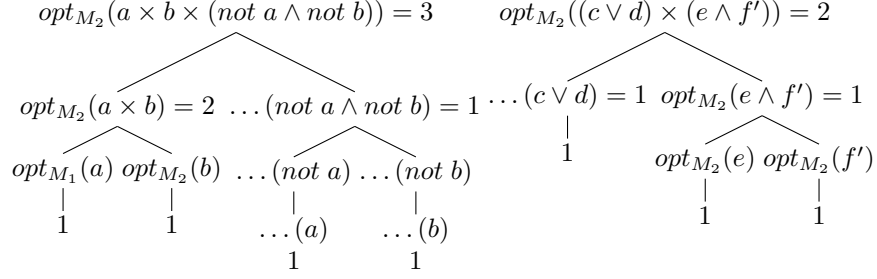 opt_{M_2}(a × b × (not a ∧ not b)) = 3 opt_{M_2}((c ∨ d) × (e ∧ f')) = 2
opt_{M_2}(a × b) = 2 …(not a ∧ not b) = 1 …(c ∨ d) = 1 opt_{M_2}(e ∧ f') = 1
opt_{M_1}(a) opt_{M_2}(b) …(not a) …(not b) 1 opt_{M_2}(e) opt_{M_2}(f')
1 1 …(a) …(b) 1 1
1 1